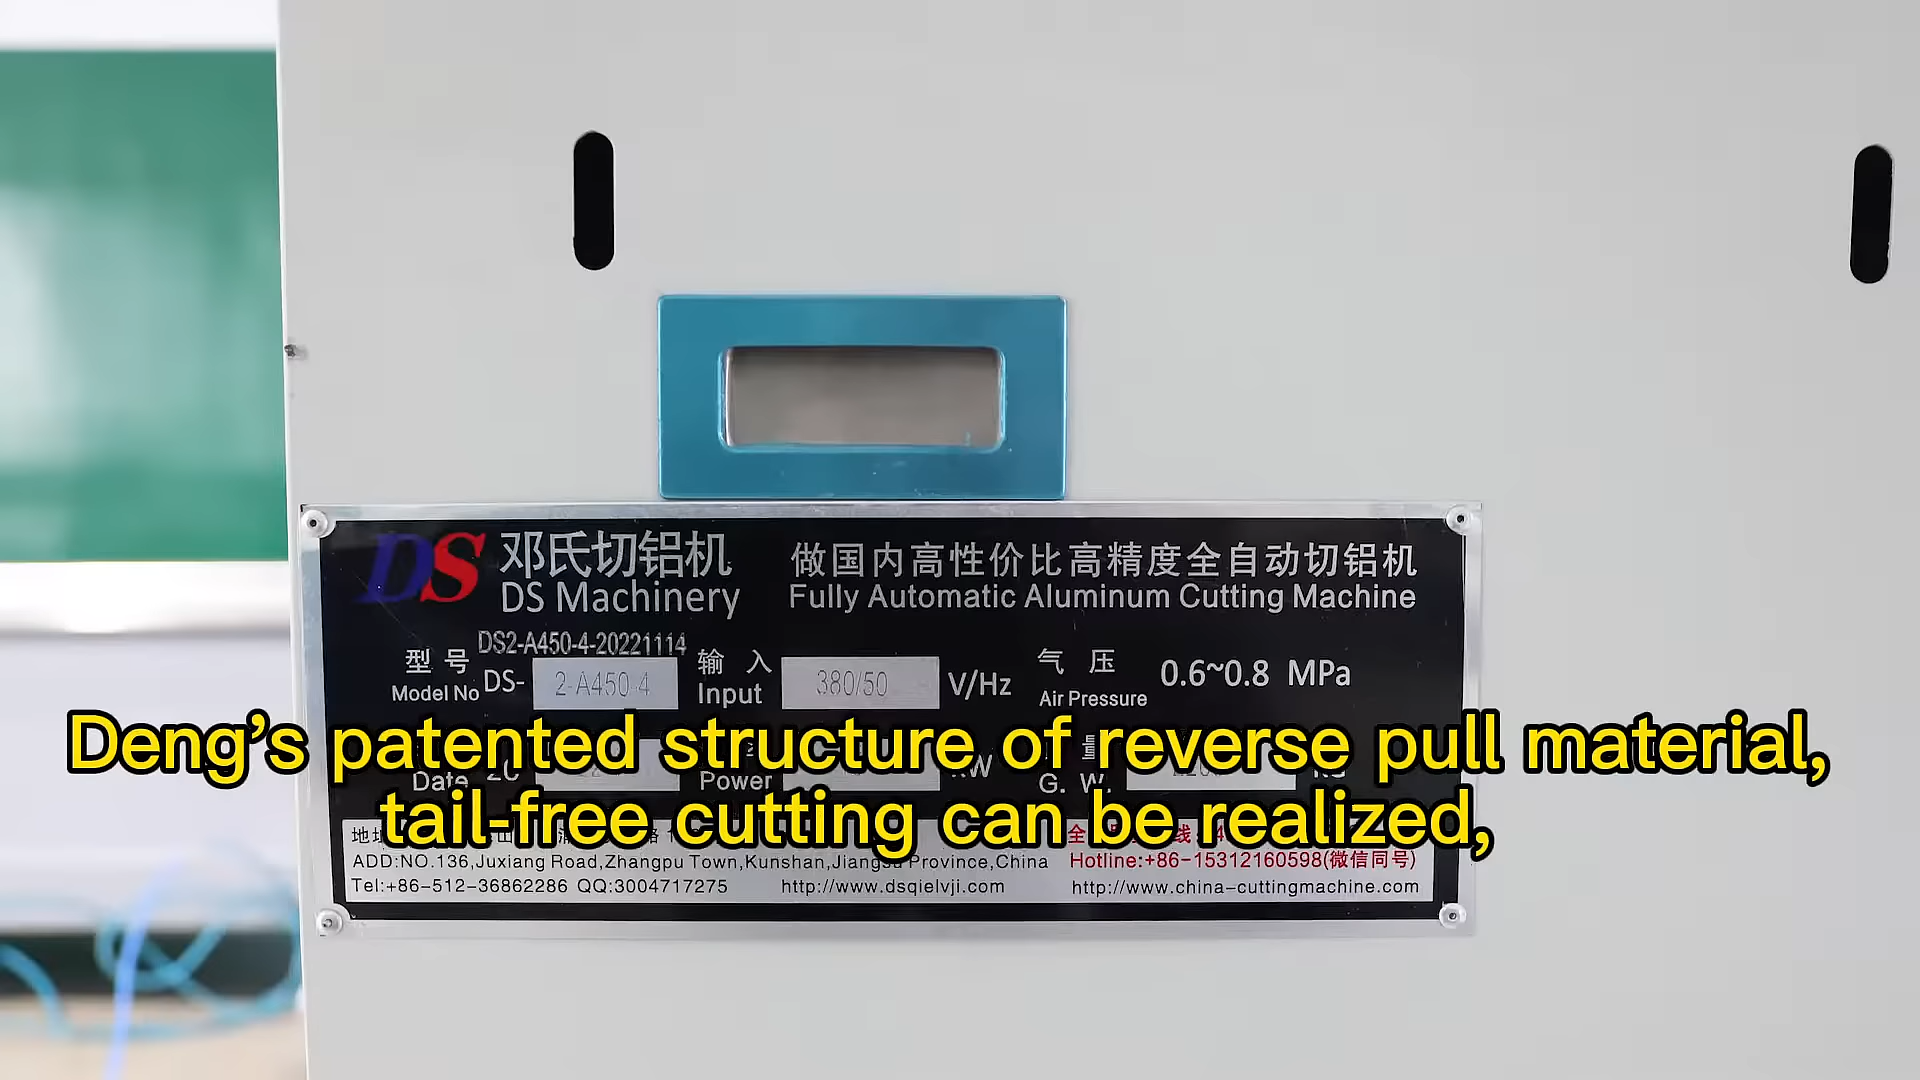 DS 邓氏切铝机
DS Machinery
做国内高性价比高精度全自动切铝机
Fully Automatic Aluminum Cutting Machine
DS2-A450-4-20221114
型号 Model No DS- 2-A450-4
输入 Input 380/50 V/Hz
气压 Air Pressure 0.6~0.8 MPa
Deng's patented structure of reverse pull material,
Date 20
Power KW
G. W.
tail-free cutting can be realized,
ADD:NO.136,Juxiang Road,Zhangpu Town,Kunshan,Jiangsu Province,China
Hotline:+86-15312160598(微信同号)
Tel:+86-512-36862286 QQ:3004717275 http://www.dsqielvji.com http://www.china-cuttingmachine.com